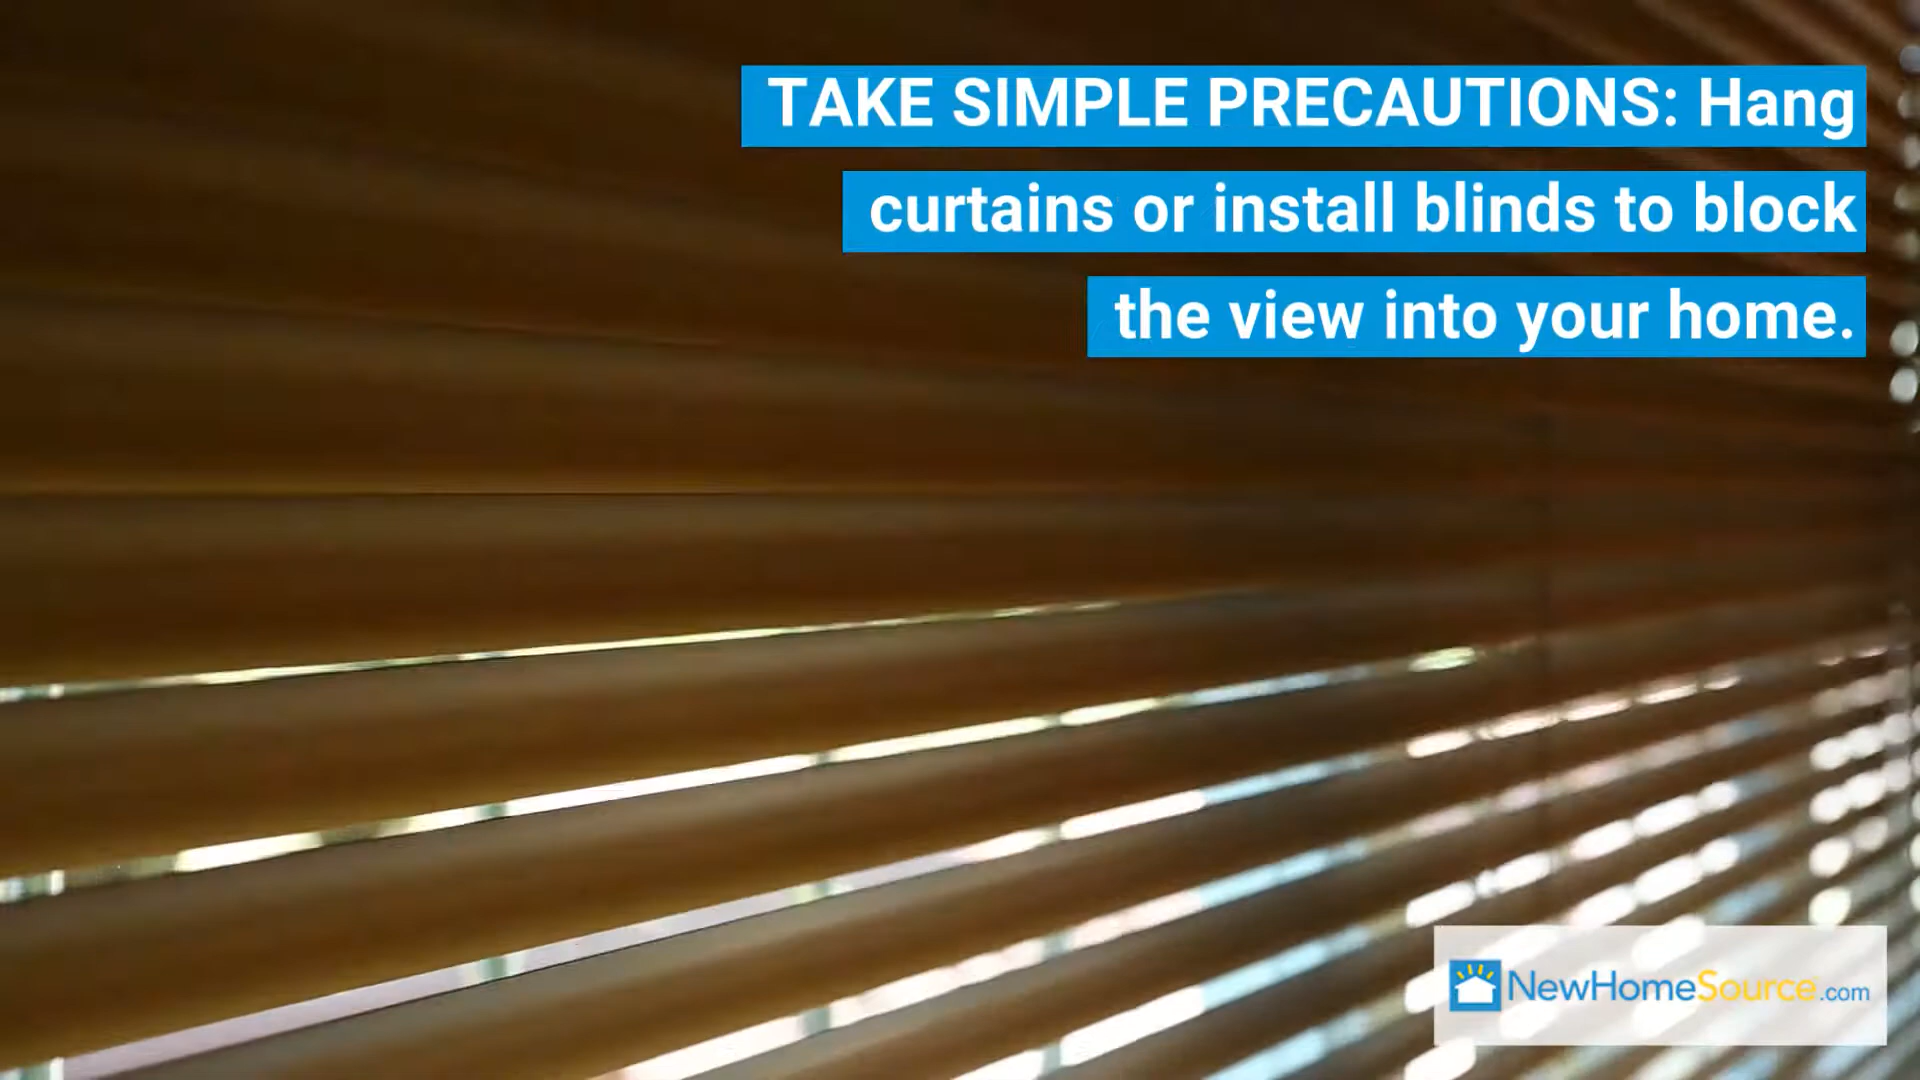 TAKE SIMPLE PRECAUTIONS: Hang
curtains or install blinds to block
the view into your home.
NewHomeSource.com